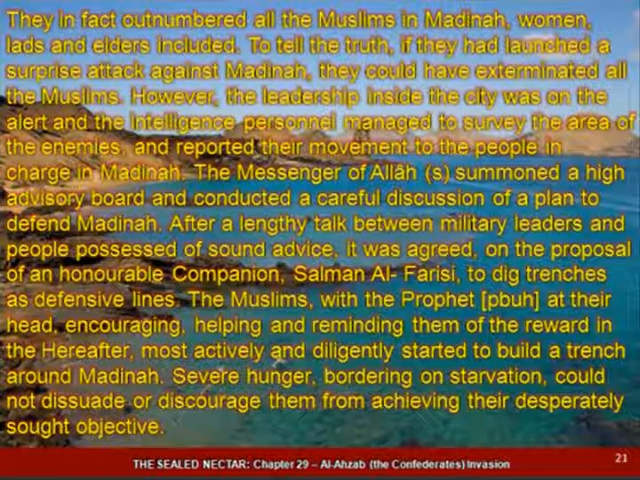 They in fact outnumbered all the Muslims in Madinah, women,
lads and elders included. To tell the truth, if they had launched a
surprise attack against Madinah, they could have exterminated all
the Muslims. However, the leadership inside the city was on the
alert and the intelligence personnel managed to survey the area of
the enemies, and reported their movement to the people in
charge in Madinah. The Messenger of Allâh (s) summoned a high
advisory board and conducted a careful discussion of a plan to
defend Madinah. After a lengthy talk between military leaders and
people possessed of sound advice, it was agreed, on the proposal
of an honourable Companion, Salman Al- Farisi, to dig trenches
as defensive lines. The Muslims, with the Prophet [pbuh] at their
head, encouraging, helping and reminding them of the reward in
the Hereafter, most actively and diligently started to build a trench
around Madinah. Severe hunger, bordering on starvation, could
not dissuade or discourage them from achieving their desperately
sought objective.
THE SEALED NECTAR: Chapter 29 – Al-Ahzab (the Confederates) Invasion
21